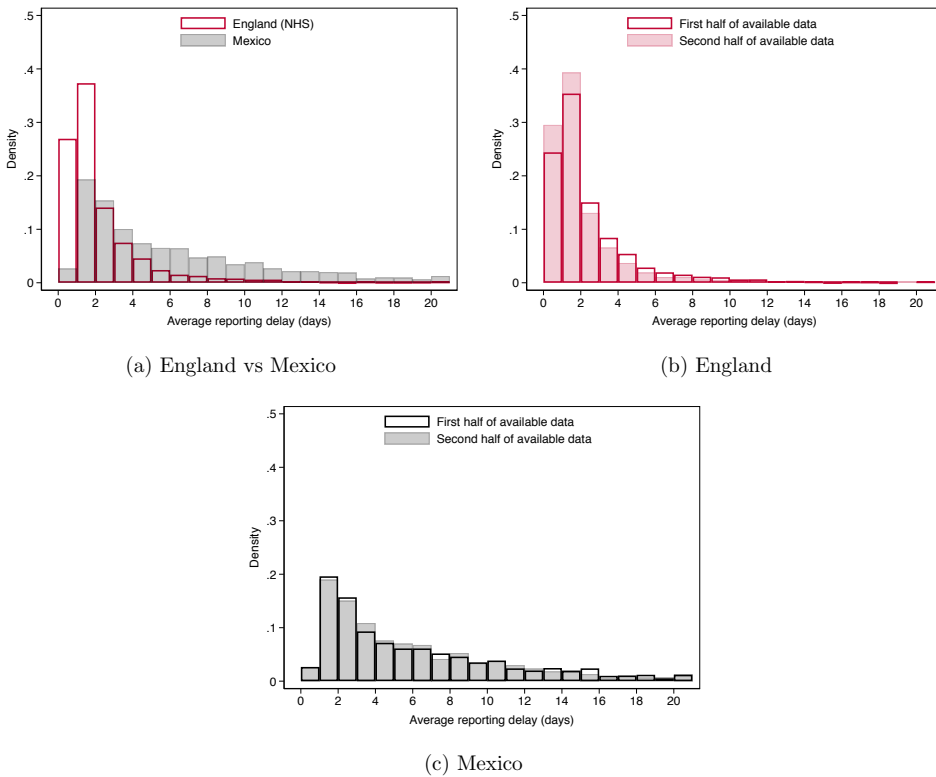 England (NHS)
Mexico
Density
.5
.4
.3
.2
.1
0
0 2 4 6 8 10 12 14 16 18 20
Average reporting delay (days)
(a) England vs Mexico
First half of available data
Second half of available data
Density
.5
.4
.3
.2
.1
0
0 2 4 6 8 10 12 14 16 18 20
Average reporting delay (days)
(b) England
First half of available data
Second half of available data
Density
.5
.4
.3
.2
.1
0
0 2 4 6 8 10 12 14 16 18 20
Average reporting delay (days)
(c) Mexico